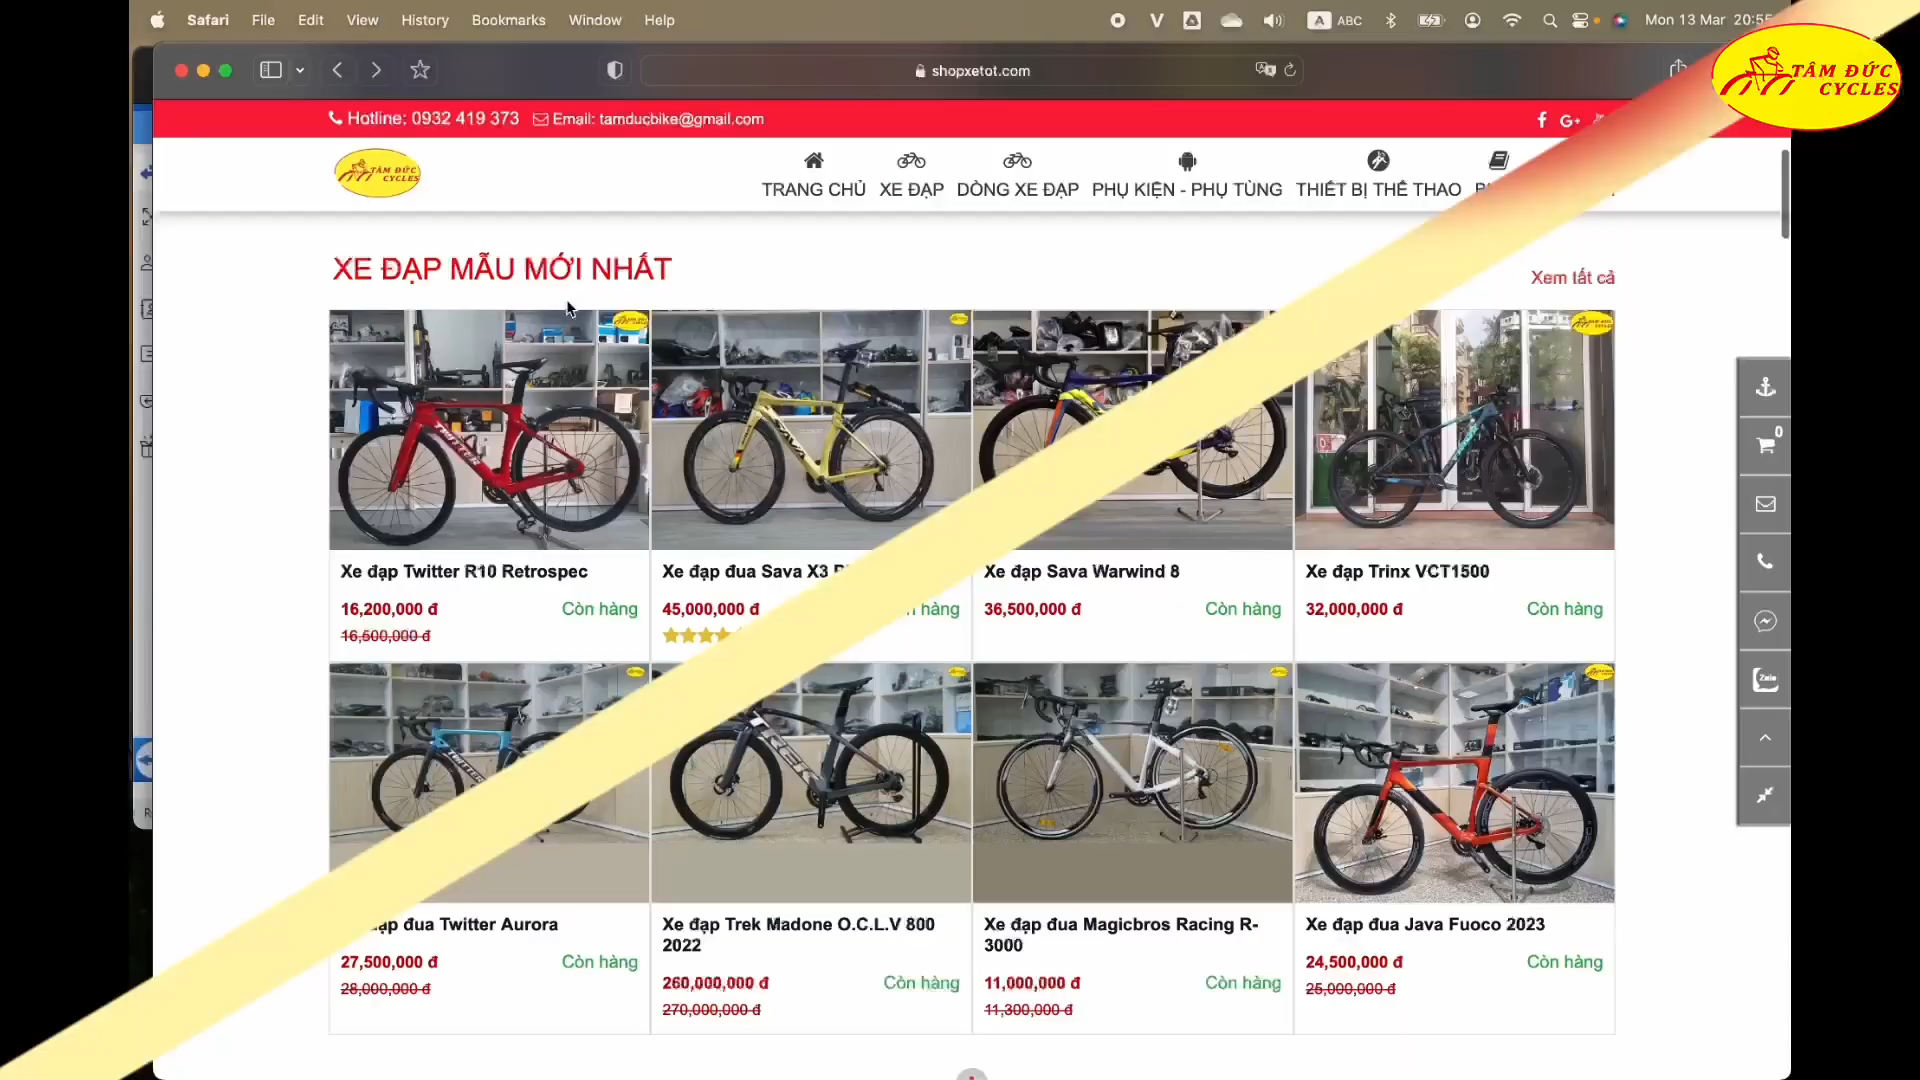 Safari File Edit View History Bookmarks Window Help
A ABC
Mon 13 Mar 20:55
shopxetot.com
TÂM ĐỨC
CYCLES
Hotline: 0932 419 373 Email: tamducbike@gmail.com
G+
TÂM ĐỨC
CYCLES
TRANG CHỦ XE ĐẠP DÒNG XE ĐẠP PHỤ KIỆN - PHỤ TÙNG THIẾT BỊ THỂ THAO
XE ĐẠP MẪU MỚI NHẤT
Xem tất cả
TWITTER
SAVA
0
Xe đạp Twitter R10 Retrospec
16,200,000 đ Còn hàng
16,500,000 đ
Xe đạp đua Sava X3
45,000,000 đ hàng
Xe đạp Sava Warwind 8
36,500,000 đ Còn hàng
Xe đạp Trinx VCT1500
32,000,000 đ Còn hàng
Zalo
đua Twitter Aurora
27,500,000 đ Còn hàng
28,000,000 đ
Xe đạp Trek Madone O.C.L.V 800
2022
260,000,000 đ Còn hàng
270,000,000 đ
Xe đạp đua Magicbros Racing R-
3000
11,000,000 đ Còn hàng
11,300,000 đ
Xe đạp đua Java Fuoco 2023
24,500,000 đ Còn hàng
25,000,000 đ